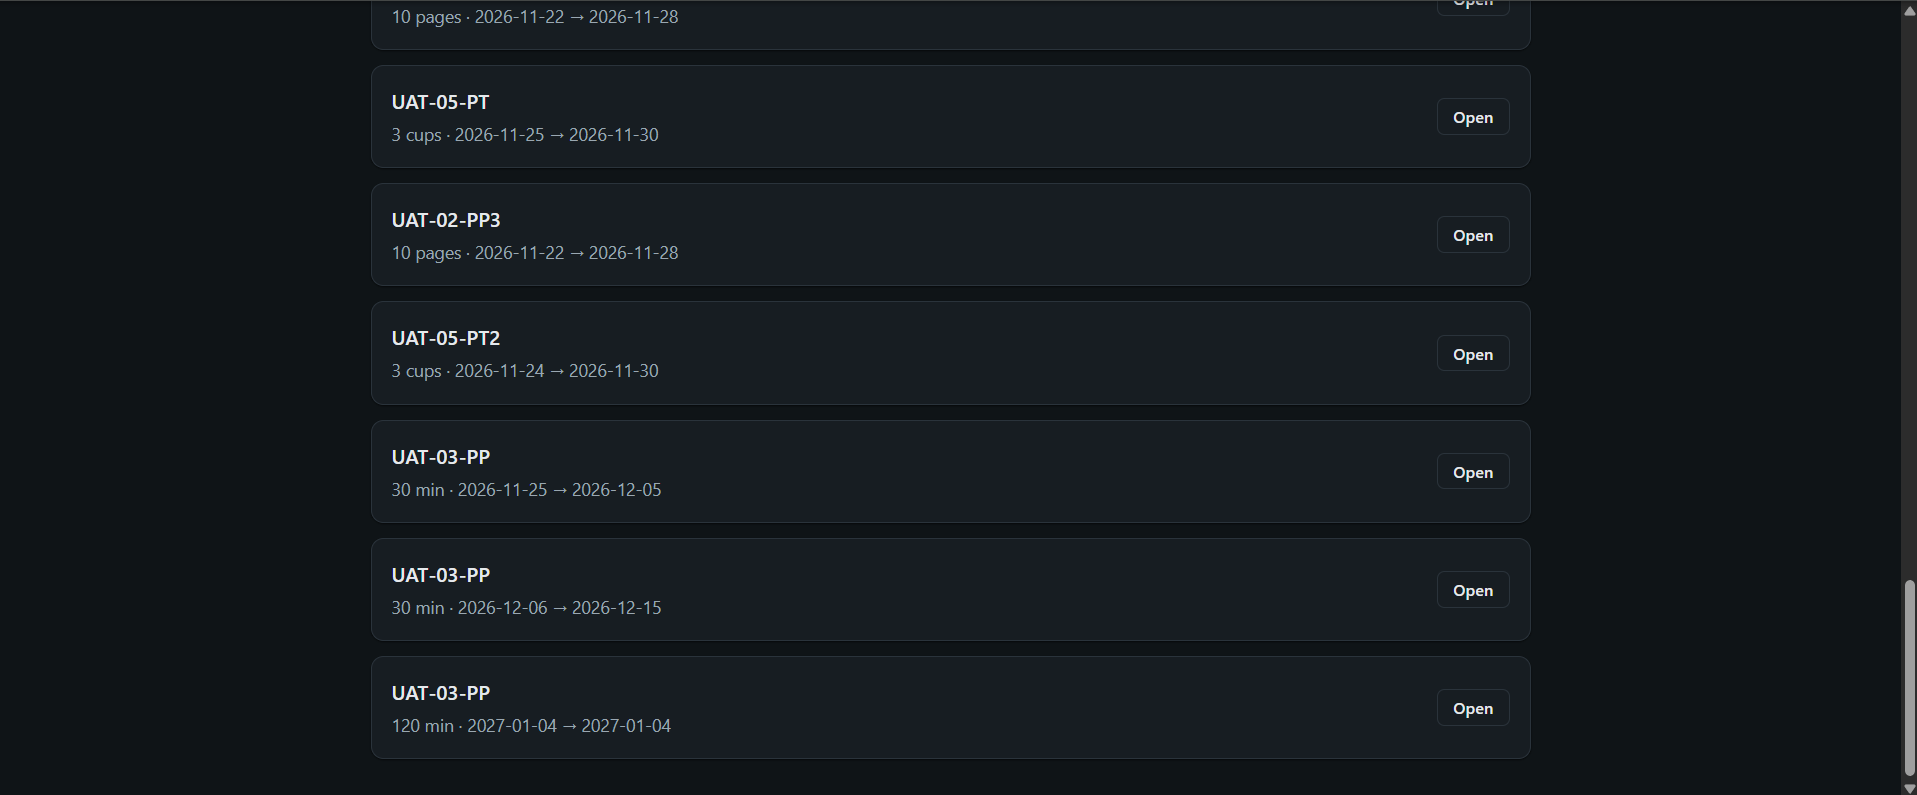 10 pages · 2026-11-22 → 2026-11-28
Open
UAT-05-PT
3 cups · 2026-11-25 → 2026-11-30
Open
UAT-02-PP3
10 pages · 2026-11-22 → 2026-11-28
Open
UAT-05-PT2
3 cups · 2026-11-24 → 2026-11-30
Open
UAT-03-PP
30 min · 2026-11-25 → 2026-12-05
Open
UAT-03-PP
30 min · 2026-12-06 → 2026-12-15
Open
UAT-03-PP
120 min · 2027-01-04 → 2027-01-04
Open